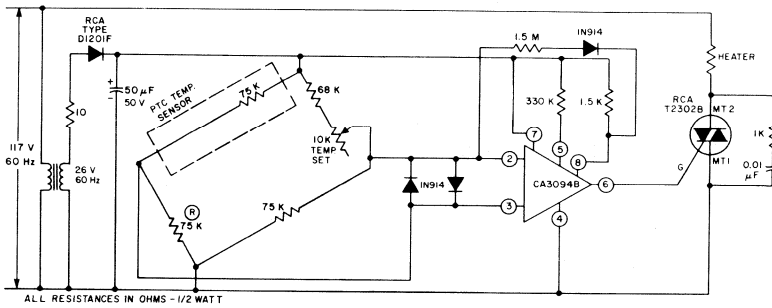 117 V
60 Hz
26 V
60 Hz
10
RCA
TYPE
D1201F
+
50 µF
50 V
-
PTC TEMP.
SENSOR
75 K
68 K
10K
TEMP
SET
R
75 K
75 K
1.5 M
1N914
330 K
1.5 K
1N914
2
3
7
5
8
CA3094B
6
4
HEATER
RCA
T2302B
MT2
G
MT1
1K
0.01
µF
ALL RESISTANCES IN OHMS - 1/2 WATT